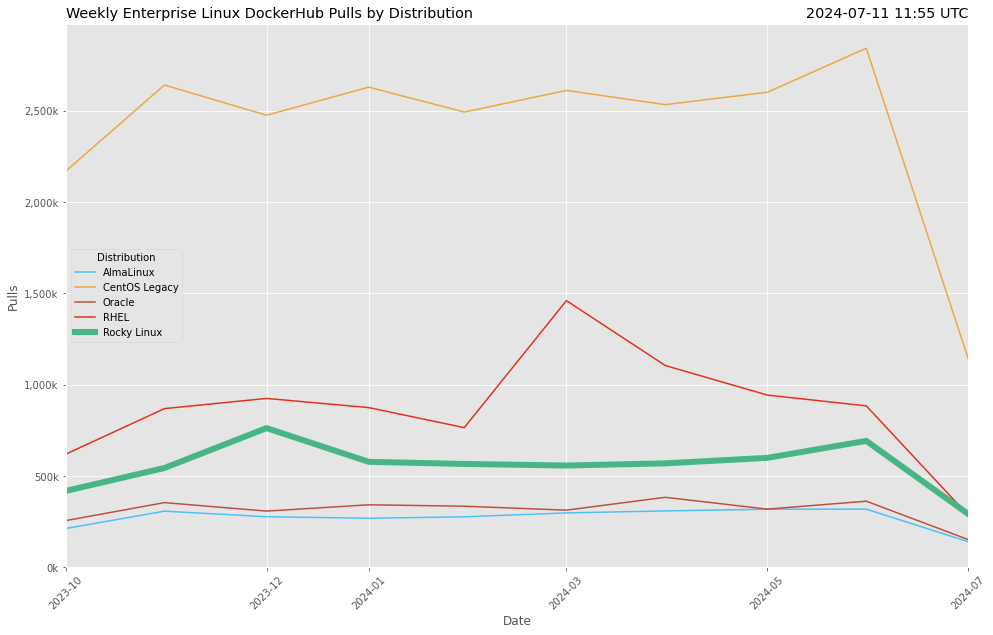 Weekly Enterprise Linux DockerHub Pulls by Distribution
2024-07-11 11:55 UTC
2,500k
2,000k
1,500k
1,000k
500k
0k
Pulls
Distribution
AlmaLinux
CentOS Legacy
Oracle
RHEL
Rocky Linux
2023-10
2023-12
2024-01
2024-03
2024-05
2024-07
Date